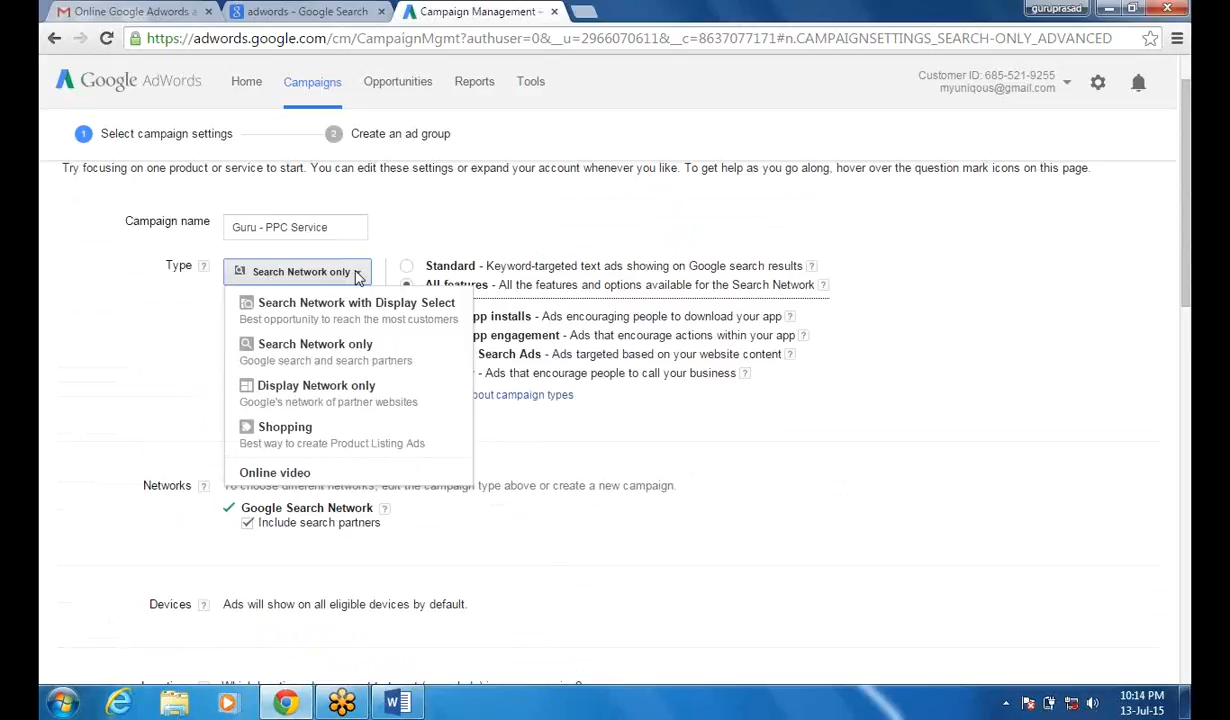 Online Google Adwords a
adwords - Google Search
Campaign Management -
guruprasad
https://adwords.google.com/cm/CampaignMgmt?authuser=0&__u=2966070611&__c=8637077171#n.CAMPAIGNSETTINGS_SEARCH-ONLY_ADVANCED
Google AdWords
Home
Campaigns
Opportunities
Reports
Tools
Customer ID: 685-521-9255
myuniqous@gmail.com
1 Select campaign settings
2 Create an ad group
Try focusing on one product or service to start. You can edit these settings or expand your account whenever you like. To get help as you go along, hover over the question mark icons on this page.
Campaign name
Guru - PPC Service
Type ?
Search Network only
Standard - Keyword-targeted text ads showing on Google search results ?
All features - All the features and options available for the Search Network ?
Search Network with Display Select
Best opportunity to reach the most customers
Search Network only
Google search and search partners
Display Network only
Google's network of partner websites
Shopping
Best way to create Product Listing Ads
Online video
pp installs - Ads encouraging people to download your app ?
pp engagement - Ads that encourage actions within your app ?
Search Ads - Ads targeted based on your website content ?
- Ads that encourage people to call your business ?
bout campaign types
Networks ?
To choose different networks, edit the campaign type above or create a new campaign.
Google Search Network ?
Include search partners
Devices ?
Ads will show on all eligible devices by default.
10:14 PM
13-Jul-15